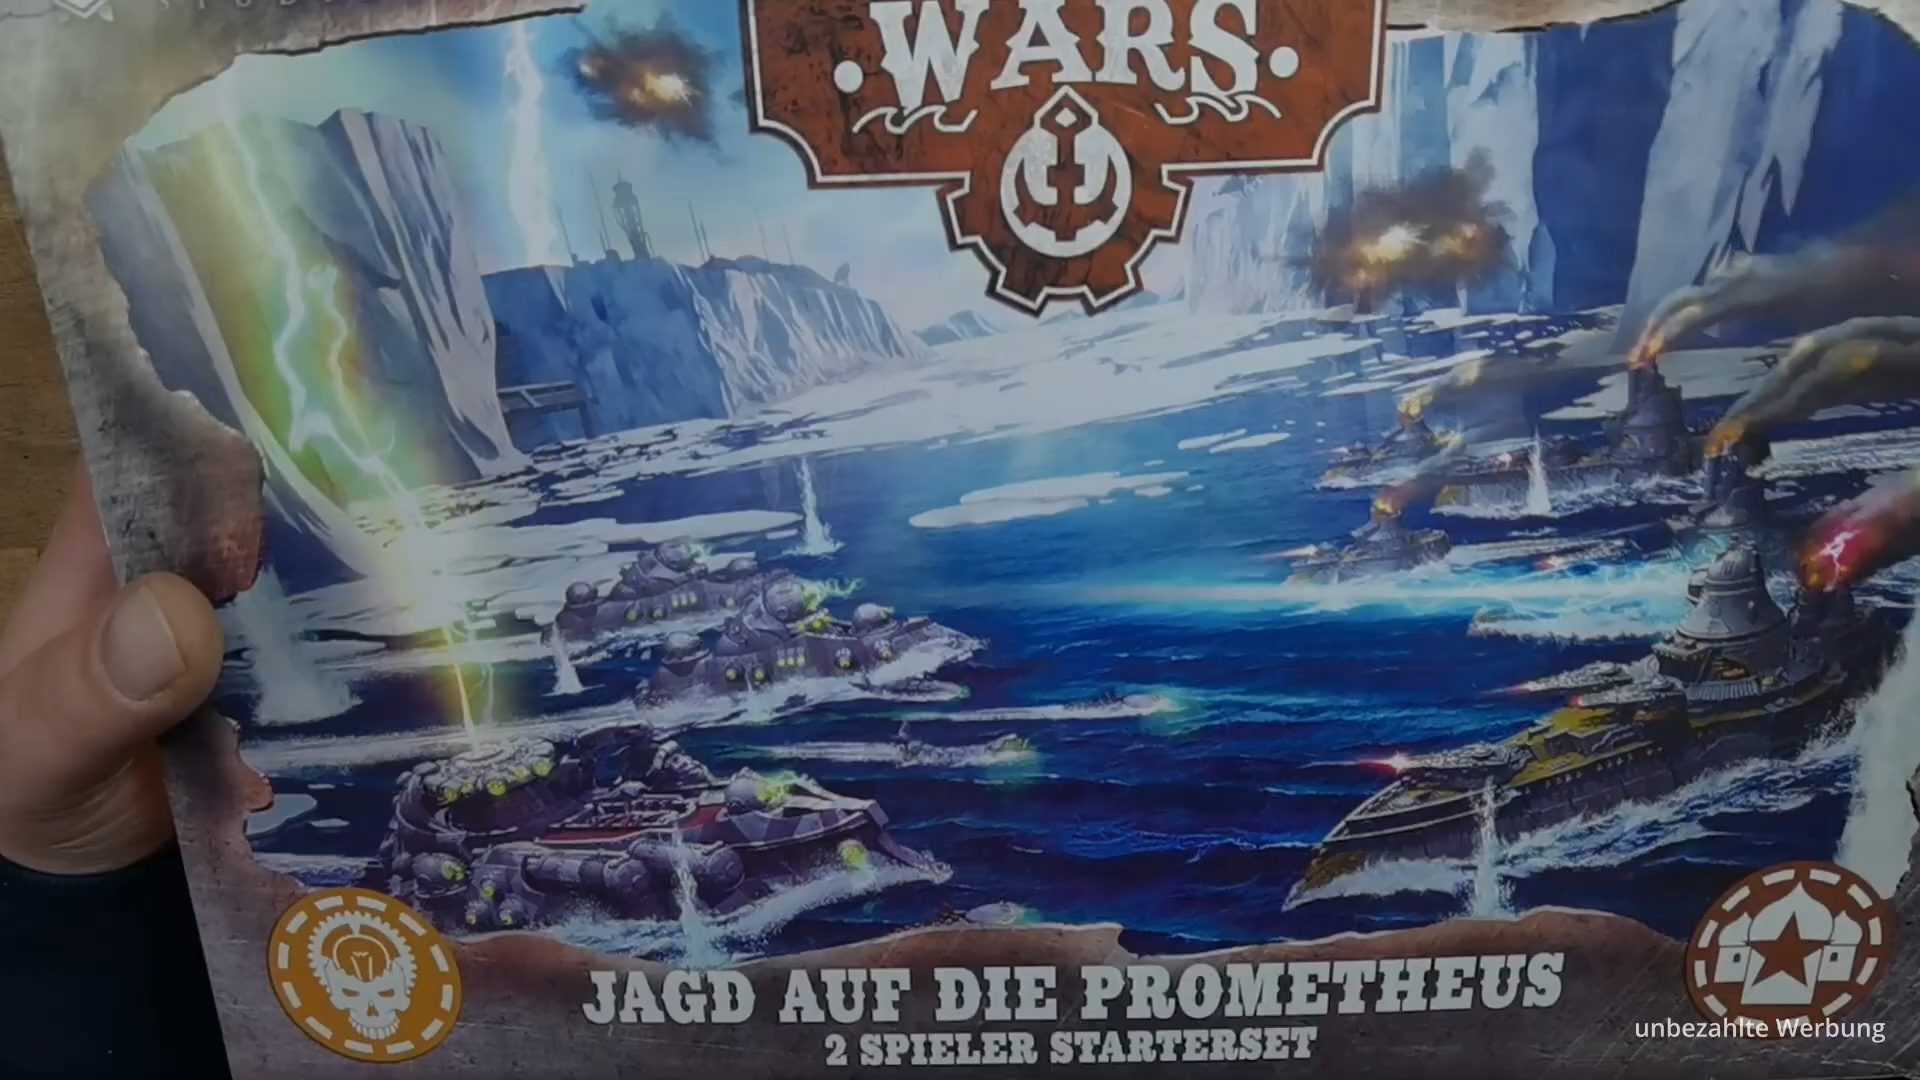 WARS
JAGD AUF DIE PROMETHEUS
2 SPIELER STARTERSET
unbezahlte Werbung